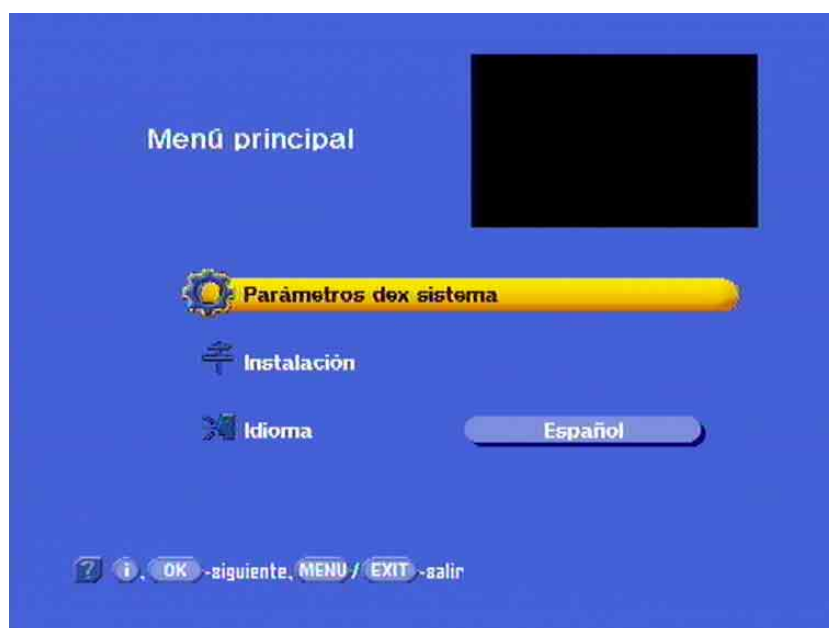 Menú principal
Parámetros dex sistema
Instalación
Idioma Español
? i, OK -siguiente, MENU / EXIT -salir